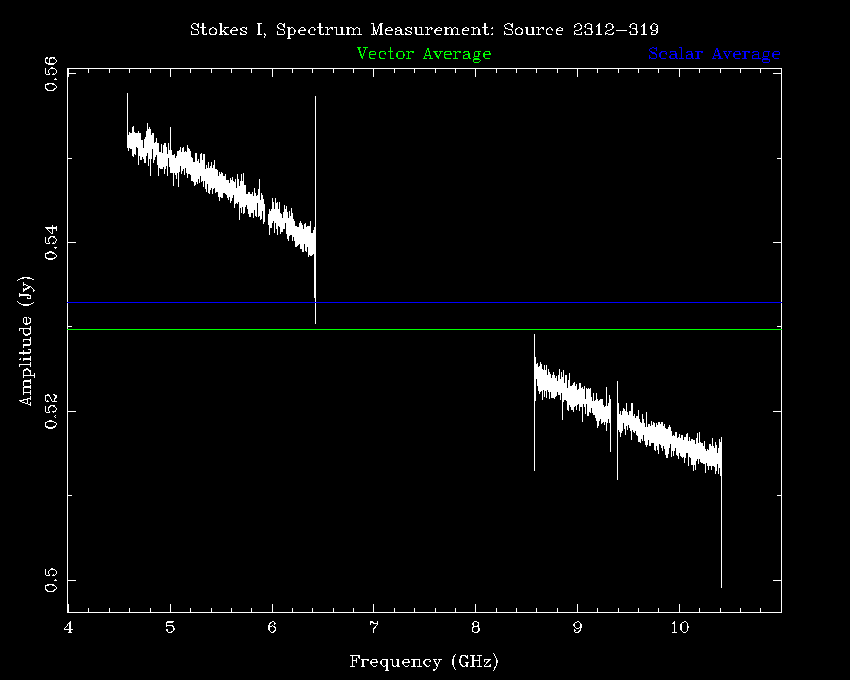 Stokes I, Spectrum Measurement: Source 2312-319
Vector Average Scalar Average
0.56
0.54
0.52
0.5
Amplitude (Jy)
4 5 6 7 8 9 10
Frequency (GHz)